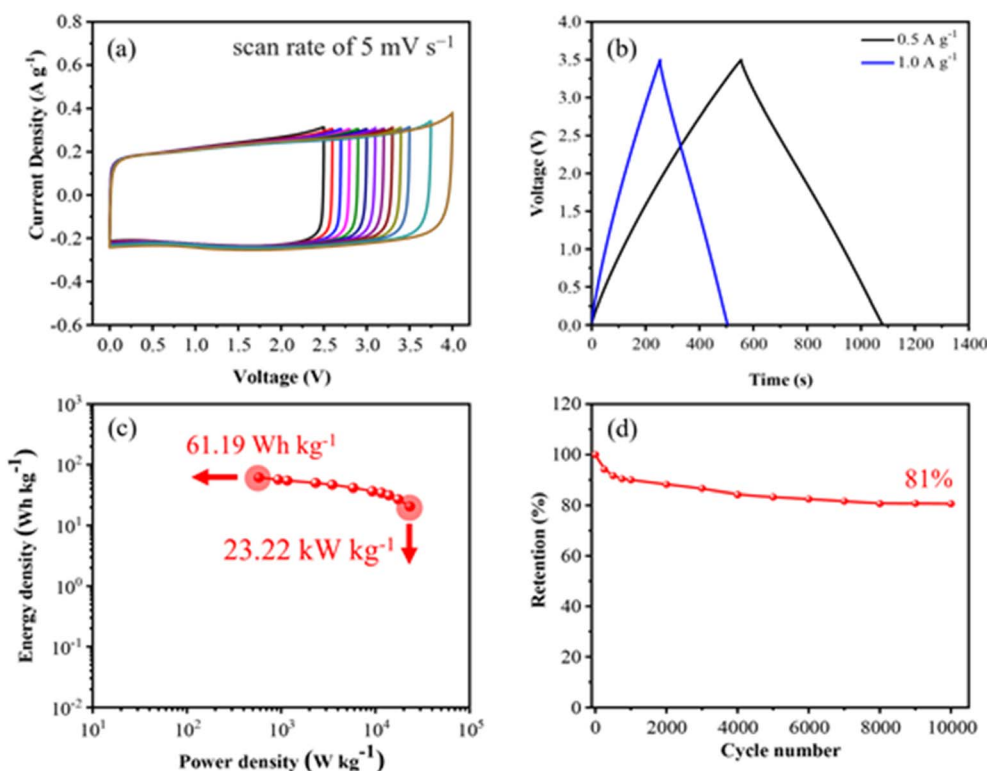 (a)
scan rate of 5 mV s⁻¹
Current Density (A g⁻¹)
0.8
0.6
0.4
0.2
0.0
-0.2
-0.4
-0.6
0.0 0.5 1.0 1.5 2.0 2.5 3.0 3.5 4.0
Voltage (V)
(b)
0.5 A g⁻¹
1.0 A g⁻¹
Voltage (V)
4.0
3.5
3.0
2.5
2.0
1.5
1.0
0.5
0.0
0 200 400 600 800 1000 1200 1400
Time (s)
(c)
61.19 Wh kg⁻¹
23.22 kW kg⁻¹
Energy density (Wh kg⁻¹)
10³
10²
10¹
10⁰
10⁻¹
10⁻²
10¹ 10² 10³ 10⁴ 10⁵
Power density (W kg⁻¹)
(d)
81%
Retention (%)
120
100
80
60
40
20
0
0 2000 4000 6000 8000 10000
Cycle number